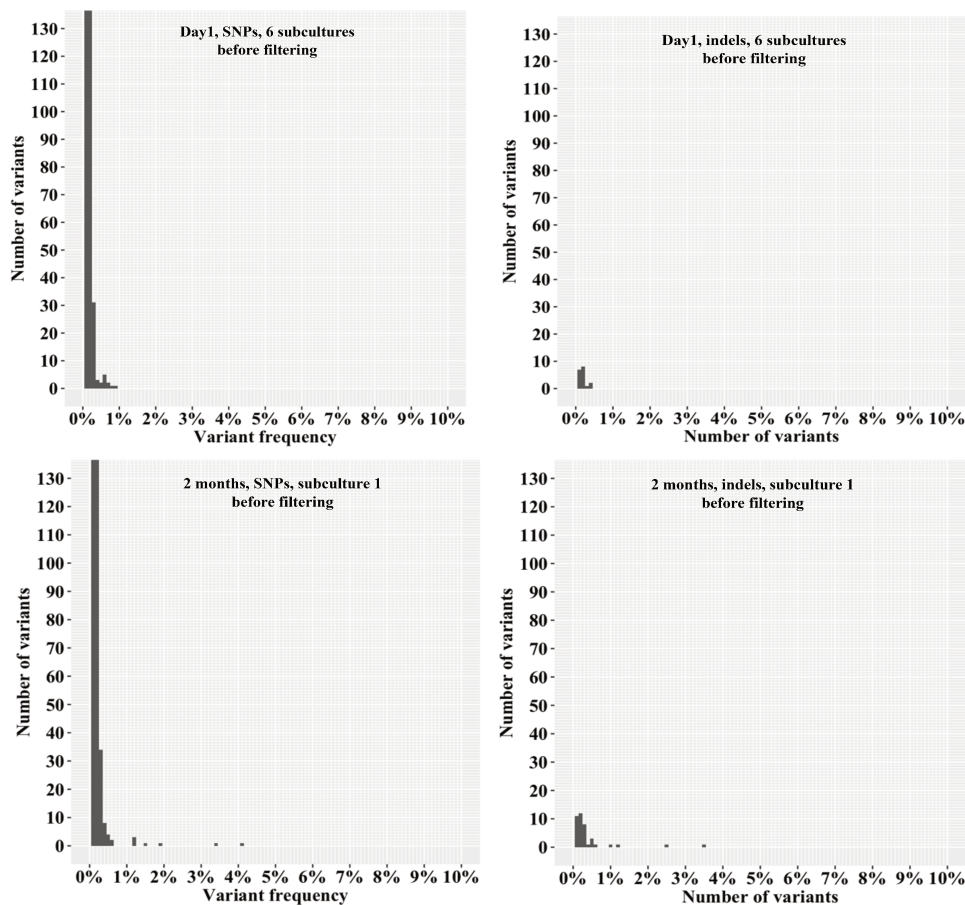 Day1, SNPs, 6 subcultures
before filtering
Number of variants
130
120
110
100
90
80
70
60
50
40
30
20
10
0
0% 1% 2% 3% 4% 5% 6% 7% 8% 9% 10%
Variant frequency
Day1, indels, 6 subcultures
before filtering
Number of variants
130
120
110
100
90
80
70
60
50
40
30
20
10
0
0% 1% 2% 3% 4% 5% 6% 7% 8% 9% 10%
Number of variants
2 months, SNPs, subculture 1
before filtering
Number of variants
130
120
110
100
90
80
70
60
50
40
30
20
10
0
0% 1% 2% 3% 4% 5% 6% 7% 8% 9% 10%
Variant frequency
2 months, indels, subculture 1
before filtering
Number of variants
130
120
110
100
90
80
70
60
50
40
30
20
10
0
0% 1% 2% 3% 4% 5% 6% 7% 8% 9% 10%
Number of variants